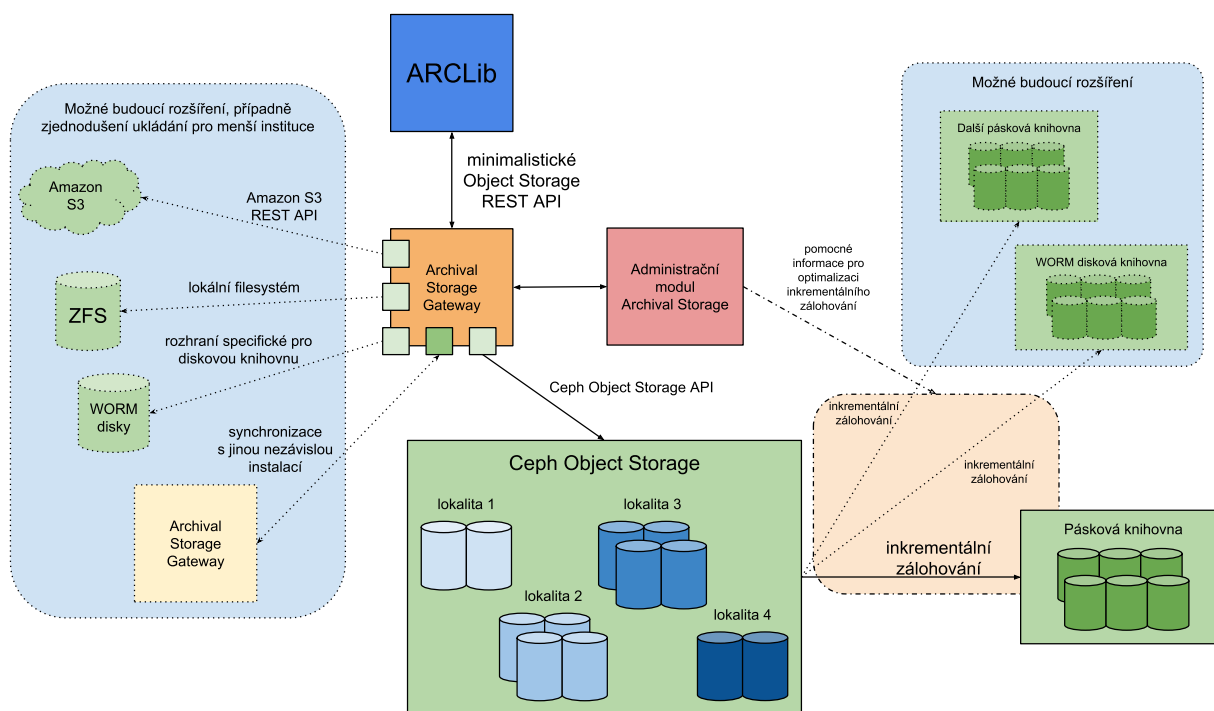 ARCLib
Možné budoucí rozšíření, případně
zjednodušení ukládání pro menší instituce
Možné budoucí rozšíření
Další pásková knihovna
WORM disková knihovna
minimalistické
Object Storage
REST API
Amazon
S3
Amazon S3
REST API
Archival
Storage
Gateway
Administrační
modul
Archival Storage
pomocné
informace pro
optimalizaci
inkrementálního
zálohování
lokální filesystém
ZFS
rozhraní specifické pro
diskovou knihovnu
WORM
disky
Ceph Object Storage API
synchronizace
s jinou nezávislou
instalací
Archival
Storage
Gateway
inkrementální
zálohování
inkrementální
zálohování
Ceph Object Storage
lokalita 1
lokalita 3
lokalita 2
lokalita 4
inkrementální
zálohování
Pásková knihovna